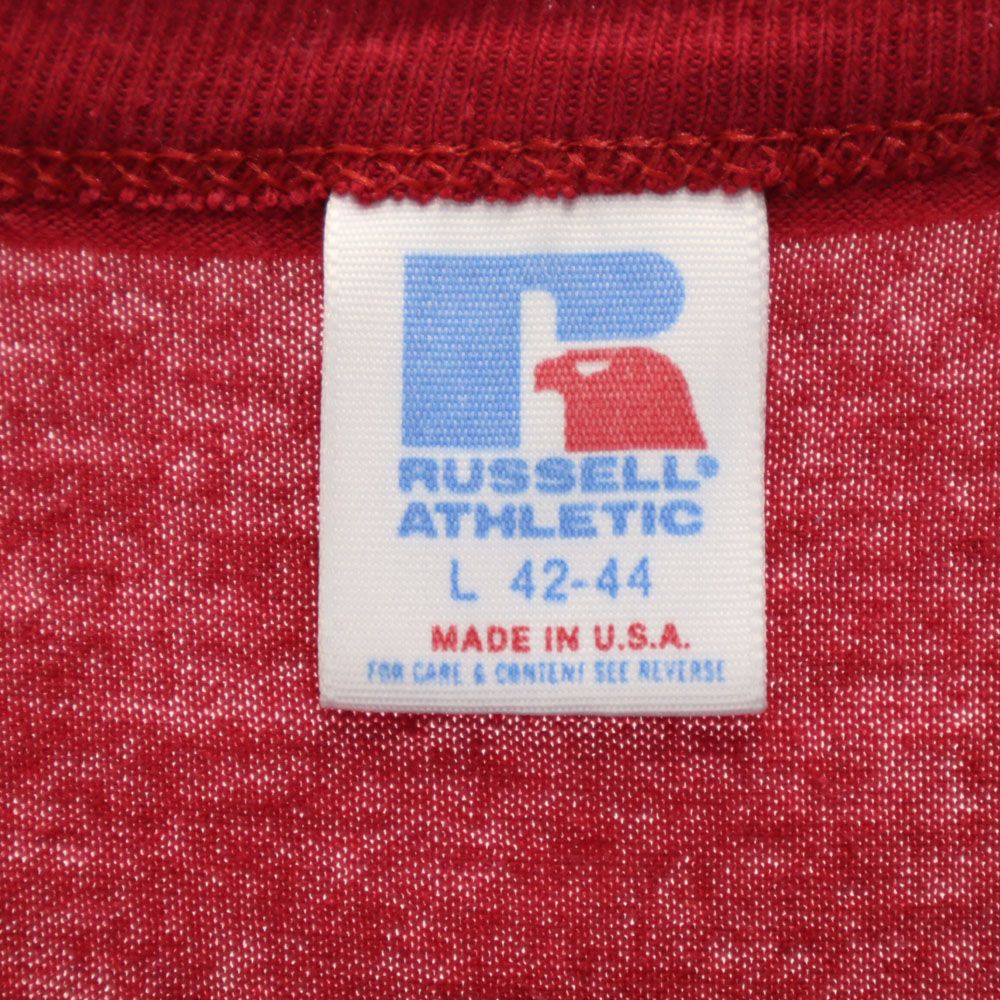 RUSSELL®
ATHLETIC
L 42-44
MADE IN U.S.A.
FOR CARE & CONTENT SEE REVERSE